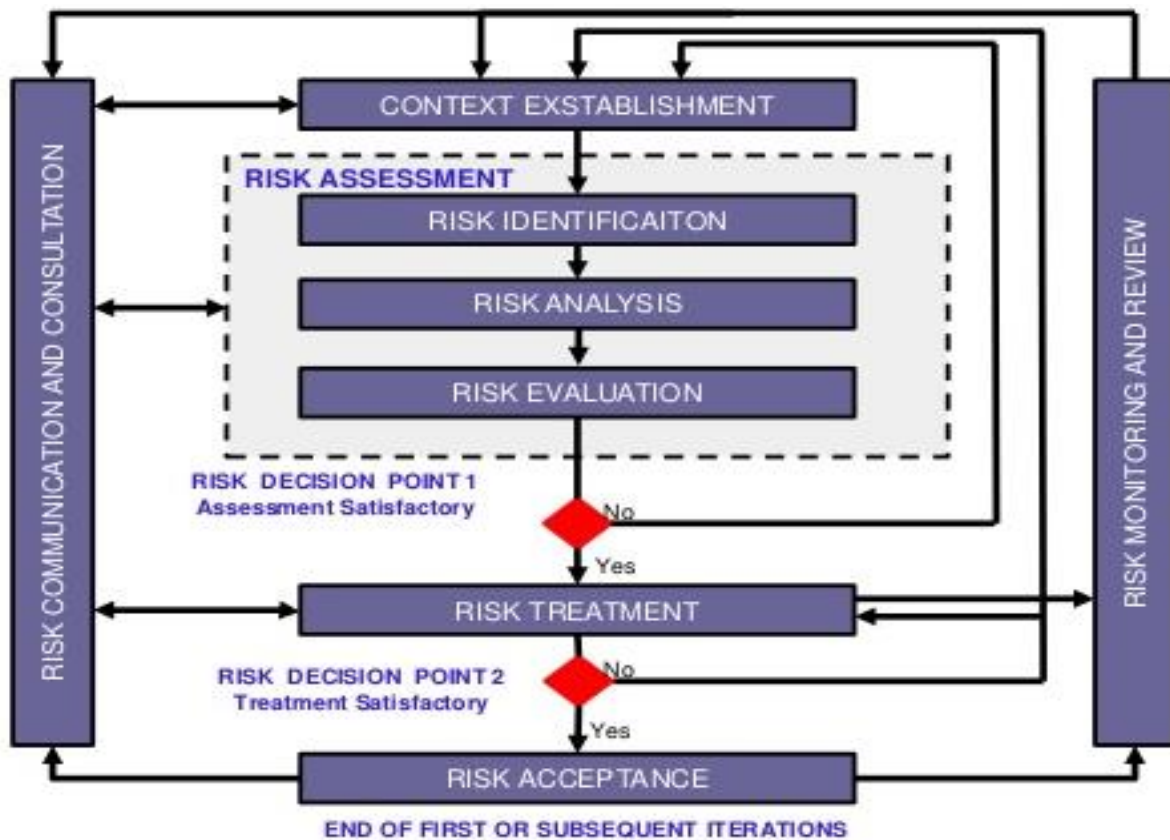 CONTEXT EXSTABLISHMENT
RISK ASSESSMENT
RISK IDENTIFICAITON
RISK ANALYSIS
RISK EVALUATION
RISK DECISION POINT 1
Assessment Satisfactory
No
Yes
RISK TREATMENT
RISK DECISION POINT 2
Treatment Satisfactory
No
Yes
RISK ACCEPTANCE
END OF FIRST OR SUBSEQUENT ITERATIONS
RISK COMMUNICATION AND CONSULTATION
RISK MONITORING AND REVIEW